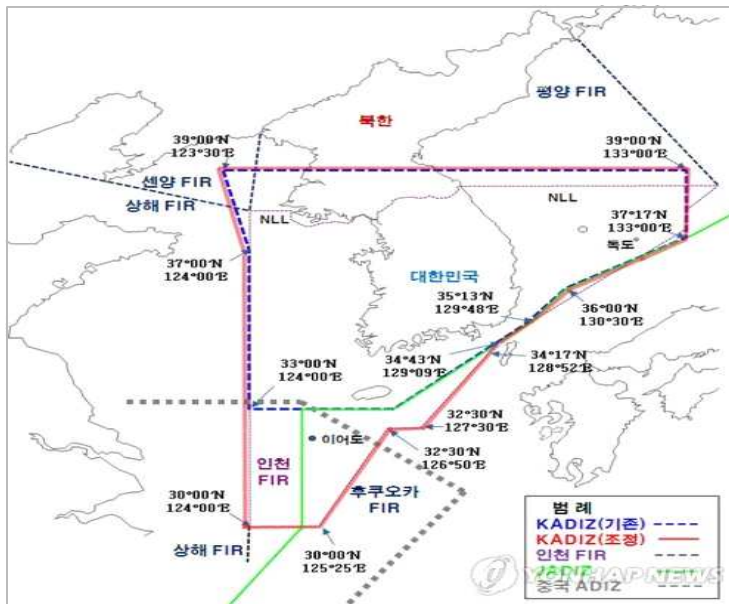 평양 FIR
북한
39°00′N
123°30′E
39°00′N
133°00′E
센양 FIR
상해 FIR
NLL
NLL
37°17′N
133°00′E
독도
37°00′N
124°00′E
대한민국
35°13′N
129°48′E
36°00′N
130°30′E
34°43′N
129°09′E
34°17′N
128°52′E
33°00′N
124°00′E
32°30′N
127°30′E
이어도
32°30′N
126°50′E
인천
FIR
후쿠오카
FIR
30°00′N
124°00′E
상해 FIR
30°00′N
125°25′E
범 례
KADIZ(기존)
KADIZ(조정)
인천 FIR
JADIZ
중국 ADIZ
YONHAP NEWS